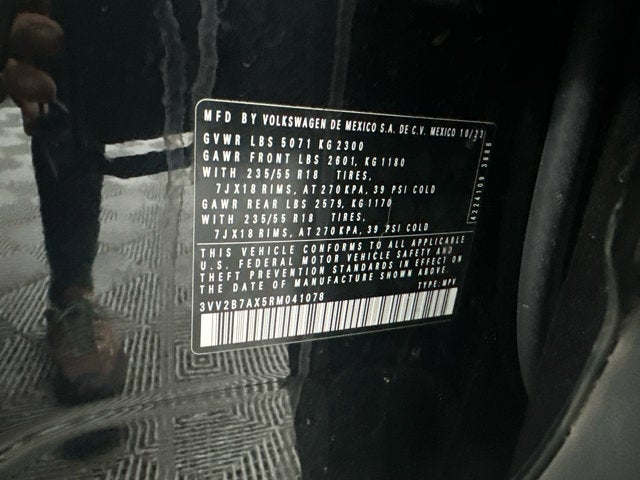 MFD BY VOLKSWAGEN DE MEXICO S.A. DE C.V. MEXICO 10/23
GVWR LBS 5071 KG 2300
GAWR FRONT LBS 2601, KG 1180
WITH 235/55 R18 TIRES,
7JX18 RIMS, AT 270 KPA, 39 PSI COLD
GAWR REAR LBS 2579, KG 1170
WITH 235/55 R18 TIRES,
7JX18 RIMS, AT 270 KPA, 39 PSI COLD
THIS VEHICLE CONFORMS TO ALL APPLICABLE
U.S. FEDERAL MOTOR VEHICLE SAFETY AND
THEFT PREVENTION STANDARDS IN EFFECT ON
THE DATE OF MANUFACTURE SHOWN ABOVE.
3VV2B7AX5RM041078 TYPE: MPV